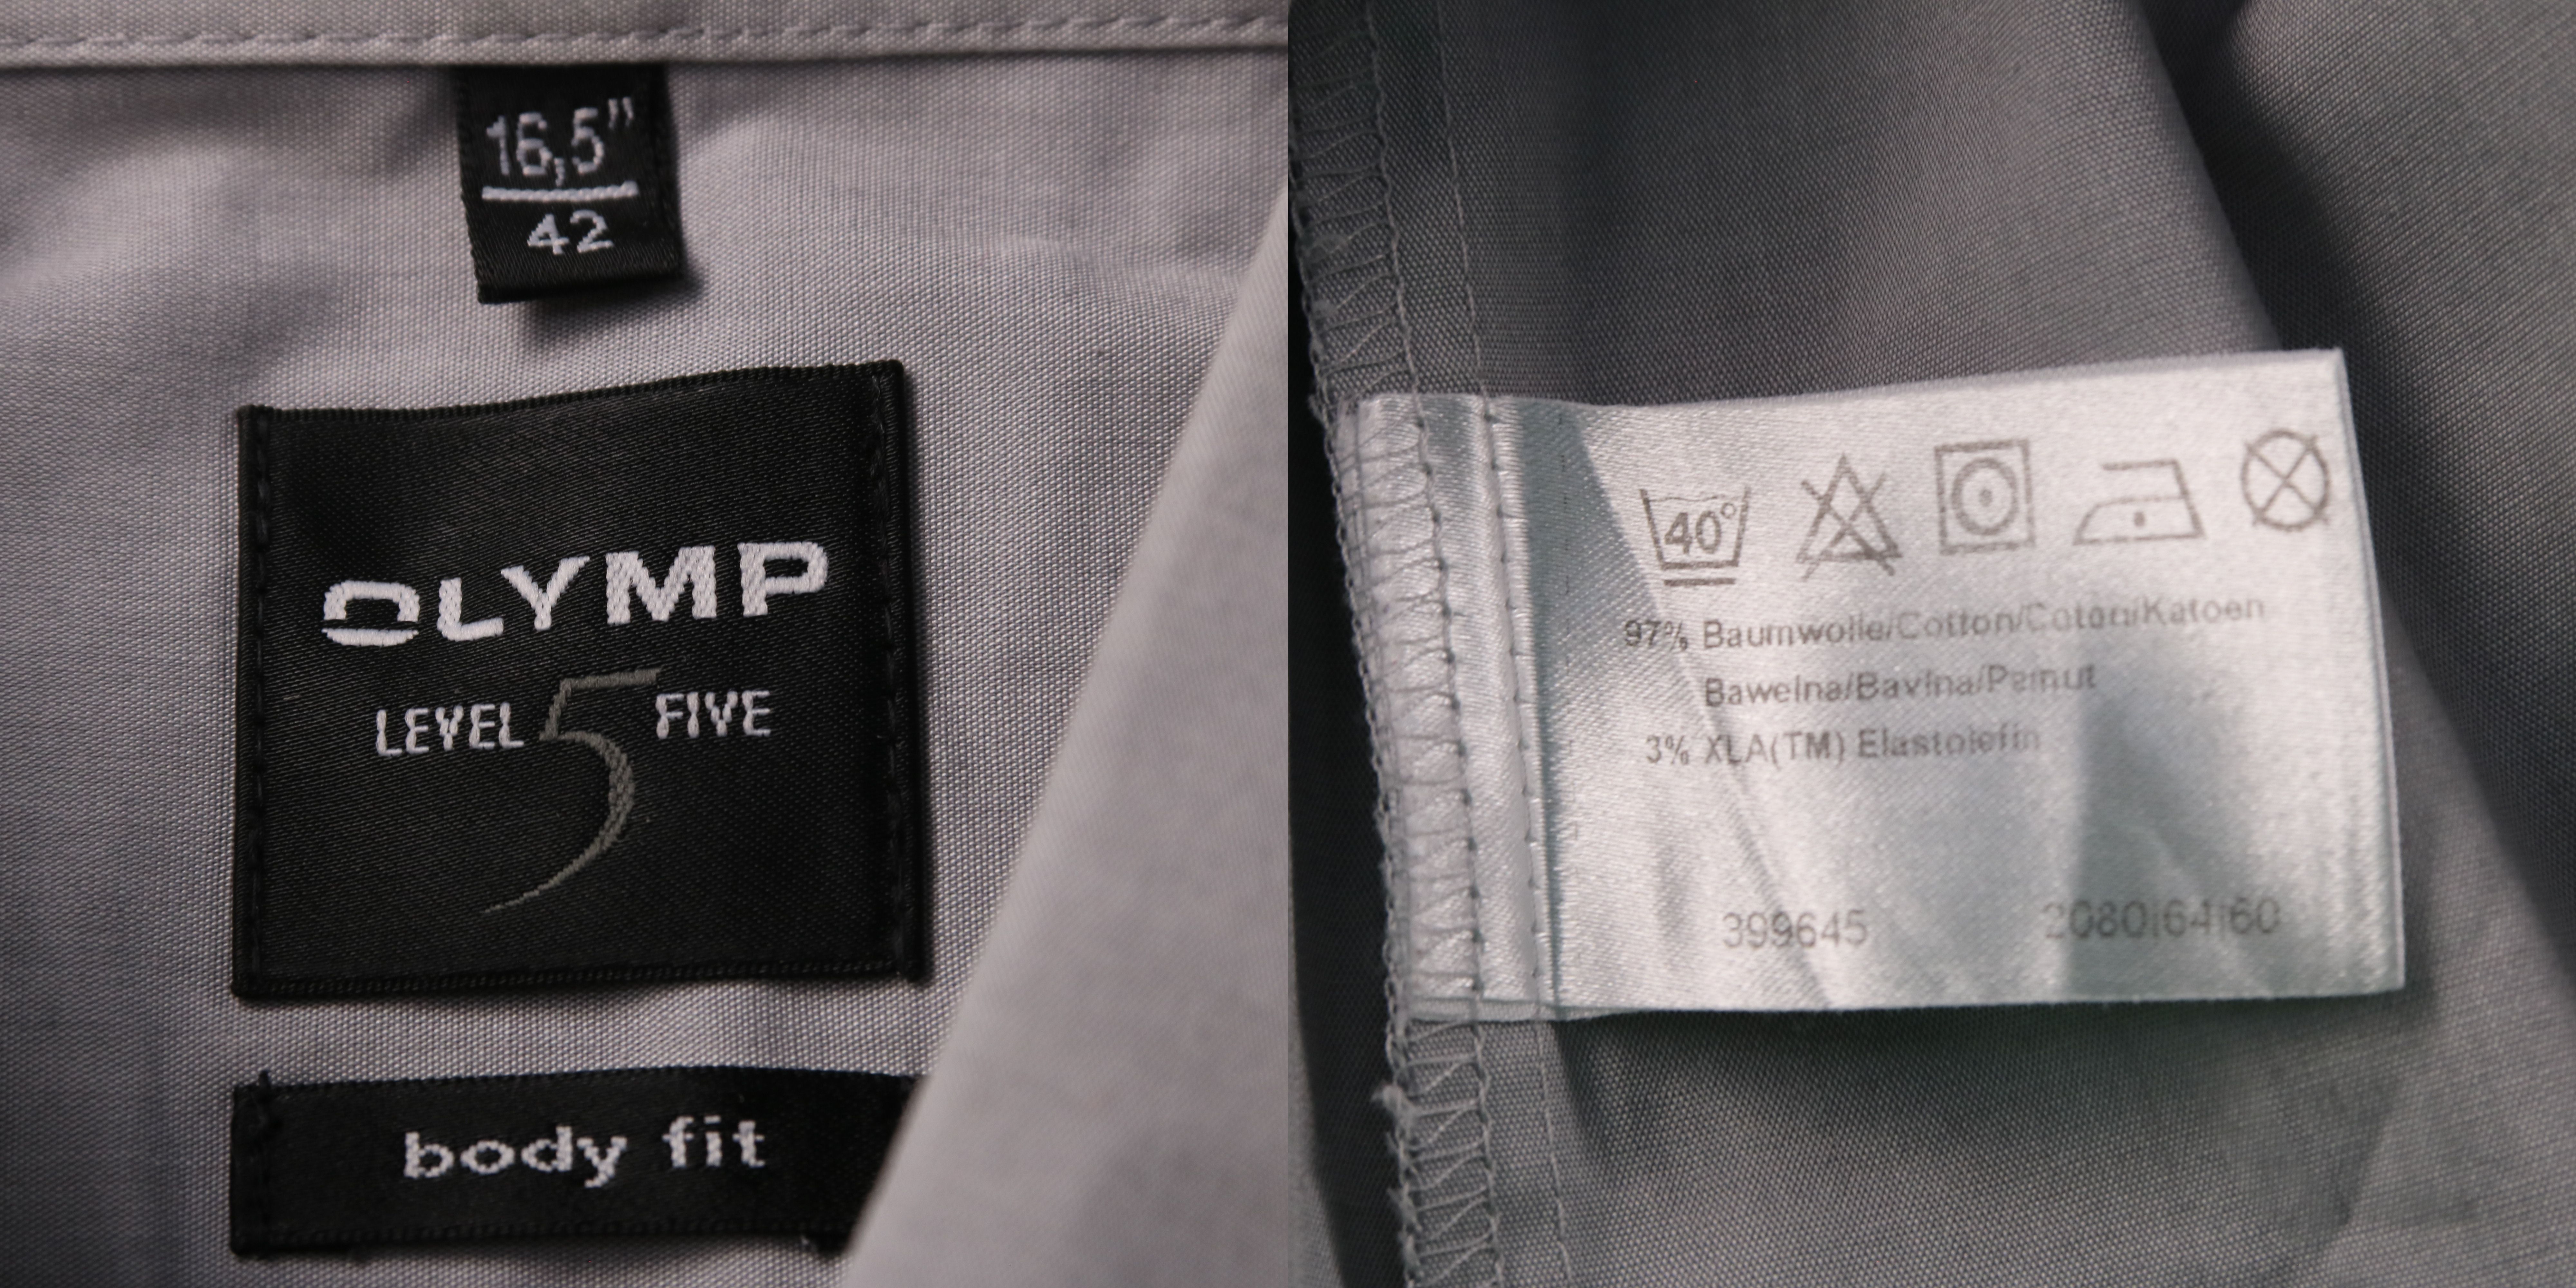 16,5"
42
OLYMP
LEVEL 5 FIVE
body fit
40°
97% Baumwolle/Cotton/Coton/Katoen
Bawelna/Bavlna/Pamut
3% XLA(TM) Elastolefin
399645 2080|64|60